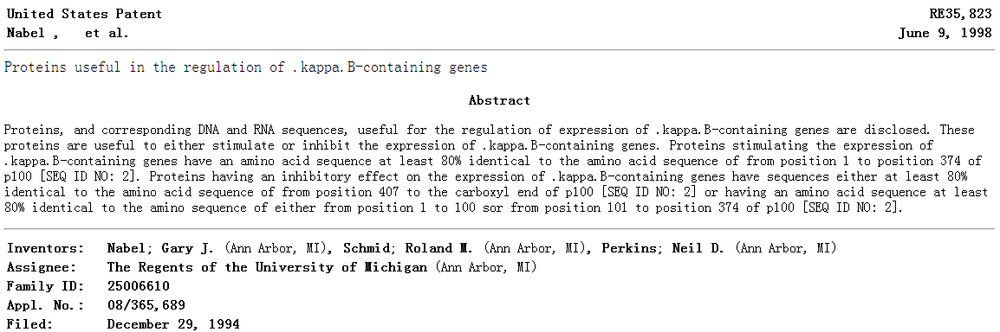 United States Patent RE35,823
Nabel , et al. June 9, 1998
Proteins useful in the regulation of .kappa.B-containing genes
Abstract
Proteins, and corresponding DNA and RNA sequences, useful for the regulation of expression of .kappa.B-containing genes are disclosed. These
proteins are useful to either stimulate or inhibit the expression of .kappa.B-containing genes. Proteins stimulating the expression of
.kappa.B-containing genes have an amino acid sequence at least 80% identical to the amino acid sequence of from position 1 to position 374 of
p100 [SEQ ID NO: 2]. Proteins having an inhibitory effect on the expression of .kappa.B-containing genes have sequences either at least 80%
identical to the amino acid sequence of from position 407 to the carboxyl end of p100 [SEQ ID NO: 2] or having an amino acid sequence at least
80% identical to the amino sequence of either from position 1 to 100 sor from position 101 to position 374 of p100 [SEQ ID NO: 2].
Inventors: Nabel; Gary J. (Ann Arbor, MI), Schmid; Roland M. (Ann Arbor, MI), Perkins; Neil D. (Ann Arbor, MI)
Assignee: The Regents of the University of Michigan (Ann Arbor, MI)
Family ID: 25006610
Appl. No.: 08/365,689
Filed: December 29, 1994